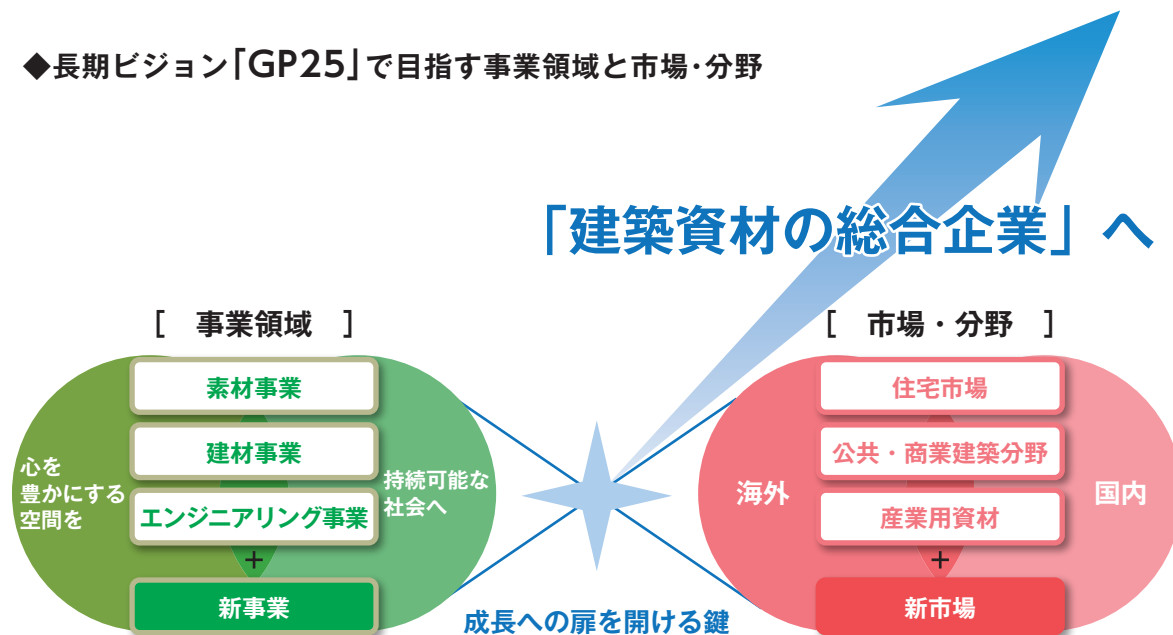 ◆長期ビジョン「GP25」で目指す事業領域と市場・分野
「建築資材の総合企業」へ
［ 事業領域 ］
素材事業
建材事業
エンジニアリング事業
+
新事業
心を
豊かにする
空間を
持続可能な
社会へ
成長への扉を開ける鍵
［ 市場・分野 ］
住宅市場
公共・商業建築分野
産業用資材
+
新市場
海外
国内